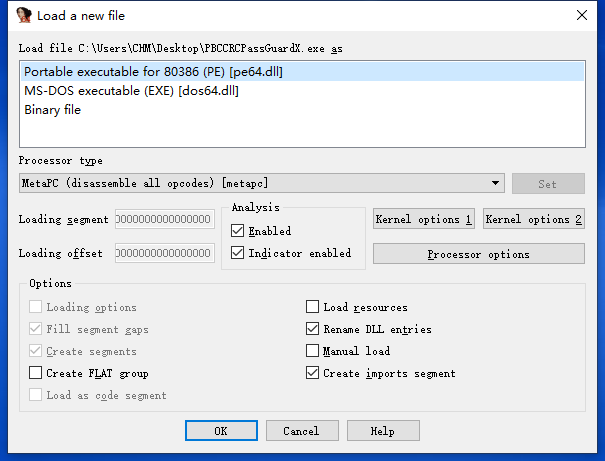 Load a new file
Load file C:\Users\CHM\Desktop\PBCCRCPassGuardX.exe as
Portable executable for 80386 (PE) [pe64.dll]
MS-DOS executable (EXE) [dos64.dll]
Binary file
Processor type
MetaPC (disassemble all opcodes) [metapc]
Set
Loading segment
0000000000000000
Analysis
Enabled
Kernel options 1
Kernel options 2
Loading offset
0000000000000000
Indicator enabled
Processor options
Options
Loading options
Load resources
Fill segment gaps
Rename DLL entries
Create segments
Manual load
Create FLAT group
Create imports segment
Load as code segment
OK
Cancel
Help